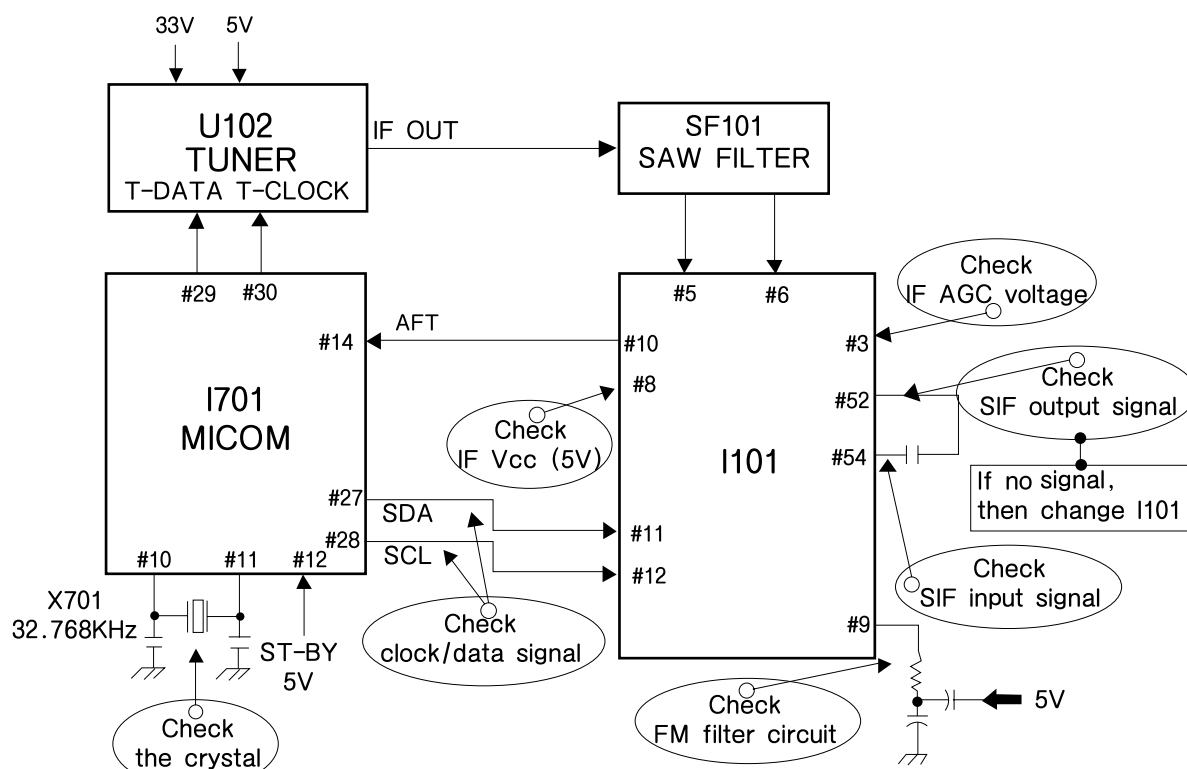 33V
5V
U102
TUNER
T-DATA T-CLOCK
IF OUT
SF101
SAW FILTER
#29
#30
#14
AFT
I701
MICOM
#27
SDA
#28
SCL
#10
#11
#12
X701
32.768KHz
ST-BY
5V
Check
the crystal
Check
clock/data signal
#5
#6
#10
#8
Check
IF Vcc (5V)
#3
#52
#54
I101
#11
#12
#9
Check
IF AGC voltage
Check
SIF output signal
If no signal,
then change I101
Check
SIF input signal
Check
FM filter circuit
5V